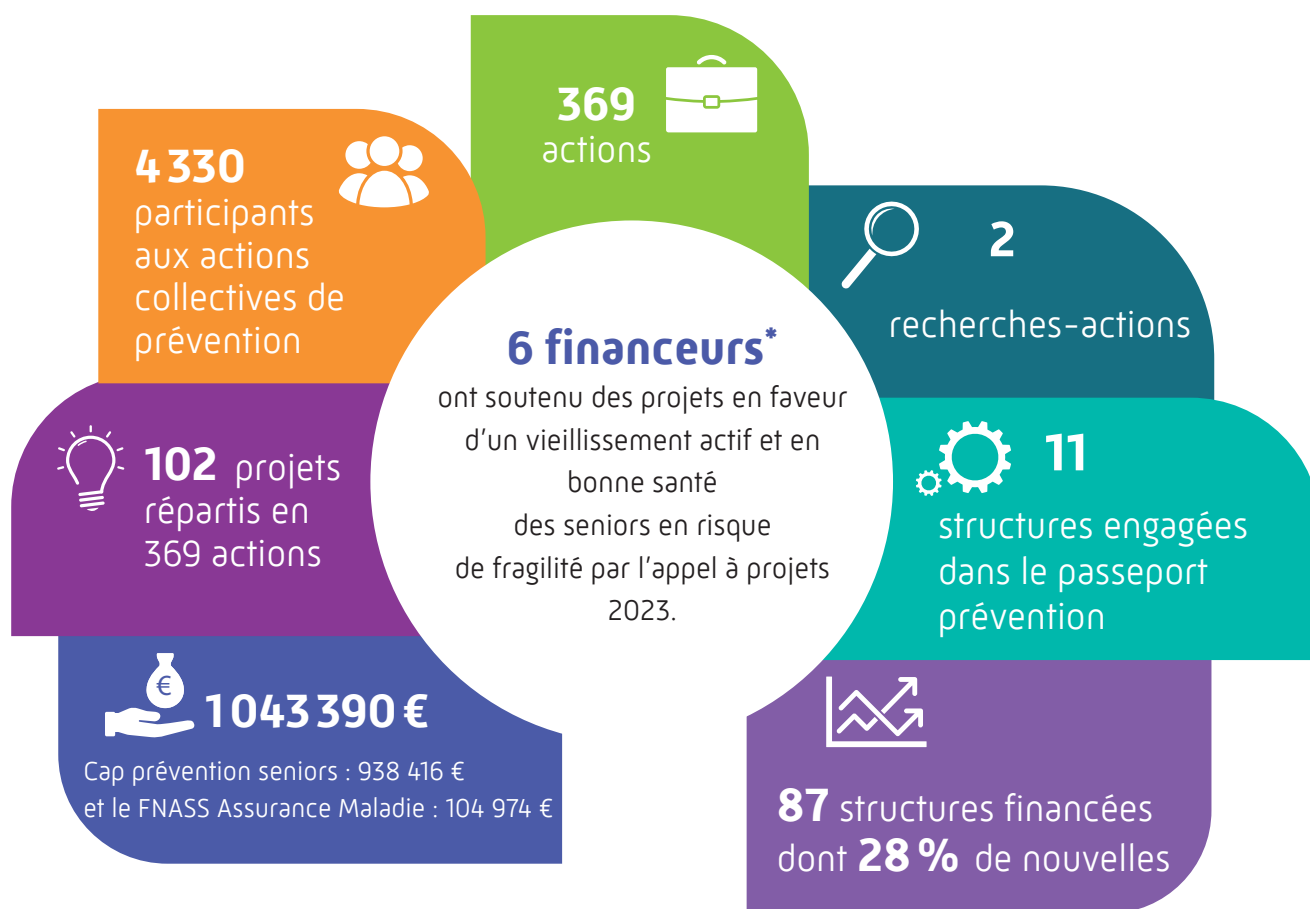 369
actions
4 330
participants
aux actions
collectives de
prévention
2
recherches-actions
6 financeurs*
ont soutenu des projets en faveur
d'un vieillissement actif et en
bonne santé
des seniors en risque
de fragilité par l'appel à projets
2023.
102 projets
répartis en
369 actions
11
structures engagées
dans le passeport
prévention
€
1 043 390 €
Cap prévention seniors : 938 416 €
et le FNASS Assurance Maladie : 104 974 €
87 structures financées
dont 28 % de nouvelles